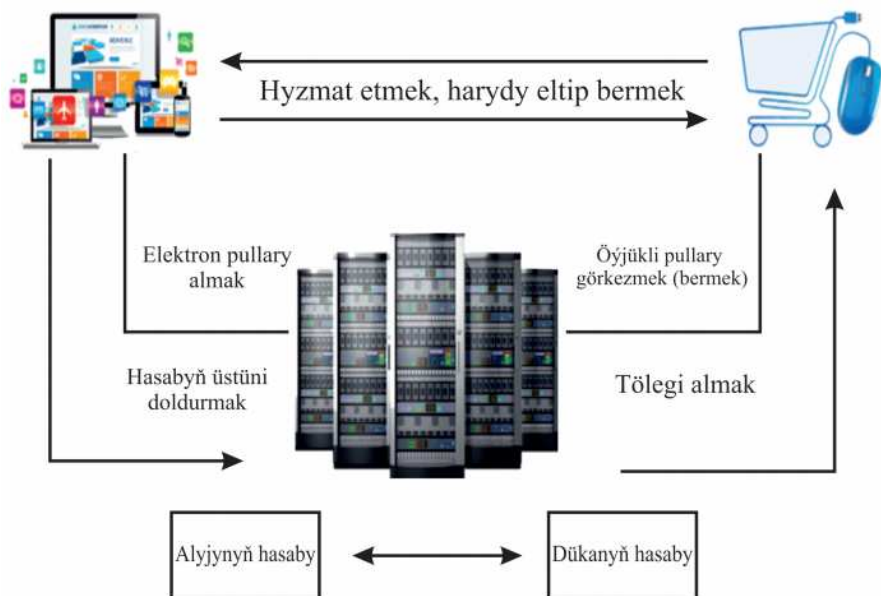 Hyzmat etmek, harydy eltip bermek
Elektron pullary
almak
Öýjükli pullary
görkezmek (bermek)
Hasabyň üstüni
doldurmak
Tölegi almak
Alyjynyň hasaby
Dükanyň hasaby